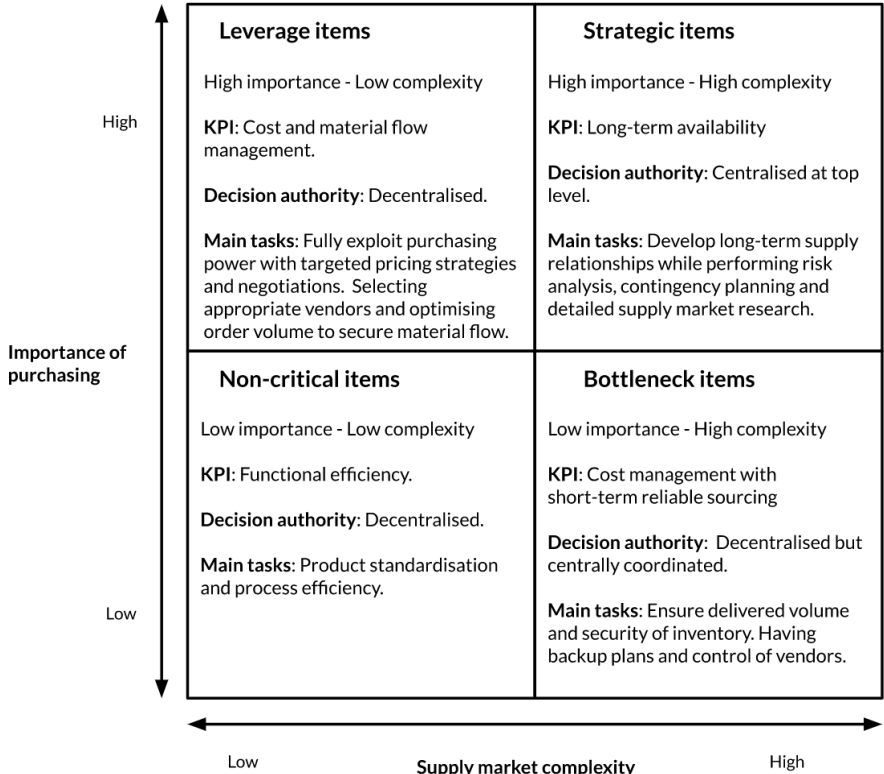 Leverage items
High importance - Low complexity
KPI: Cost and material flow
management.
Decision authority: Decentralised.
Main tasks: Fully exploit purchasing
power with targeted pricing strategies
and negotiations.  Selecting
appropriate vendors and optimising
order volume to secure material flow.
Strategic items
High importance - High complexity
KPI: Long-term availability
Decision authority: Centralised at top
level.
Main tasks: Develop long-term supply
relationships while performing risk
analysis, contingency planning and
detailed supply market research.
High
Importance of
purchasing
Low
Non-critical items
Low importance - Low complexity
KPI: Functional efficiency.
Decision authority: Decentralised.
Main tasks: Product standardisation
and process efficiency.
Bottleneck items
Low importance - High complexity
KPI: Cost management with
short-term reliable sourcing
Decision authority:  Decentralised but
centrally coordinated.
Main tasks: Ensure delivered volume
and security of inventory. Having
backup plans and control of vendors.
Low
Supply market complexity
High